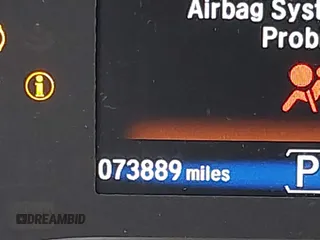 Airbag Syst
Prob
073889 miles
P
DREAMBID